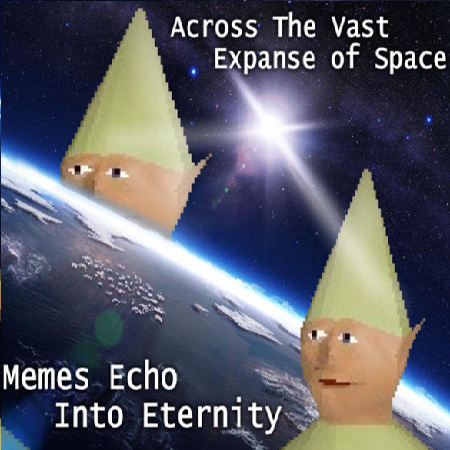 Across The Vast
Expanse of Space
Memes Echo
Into Eternity